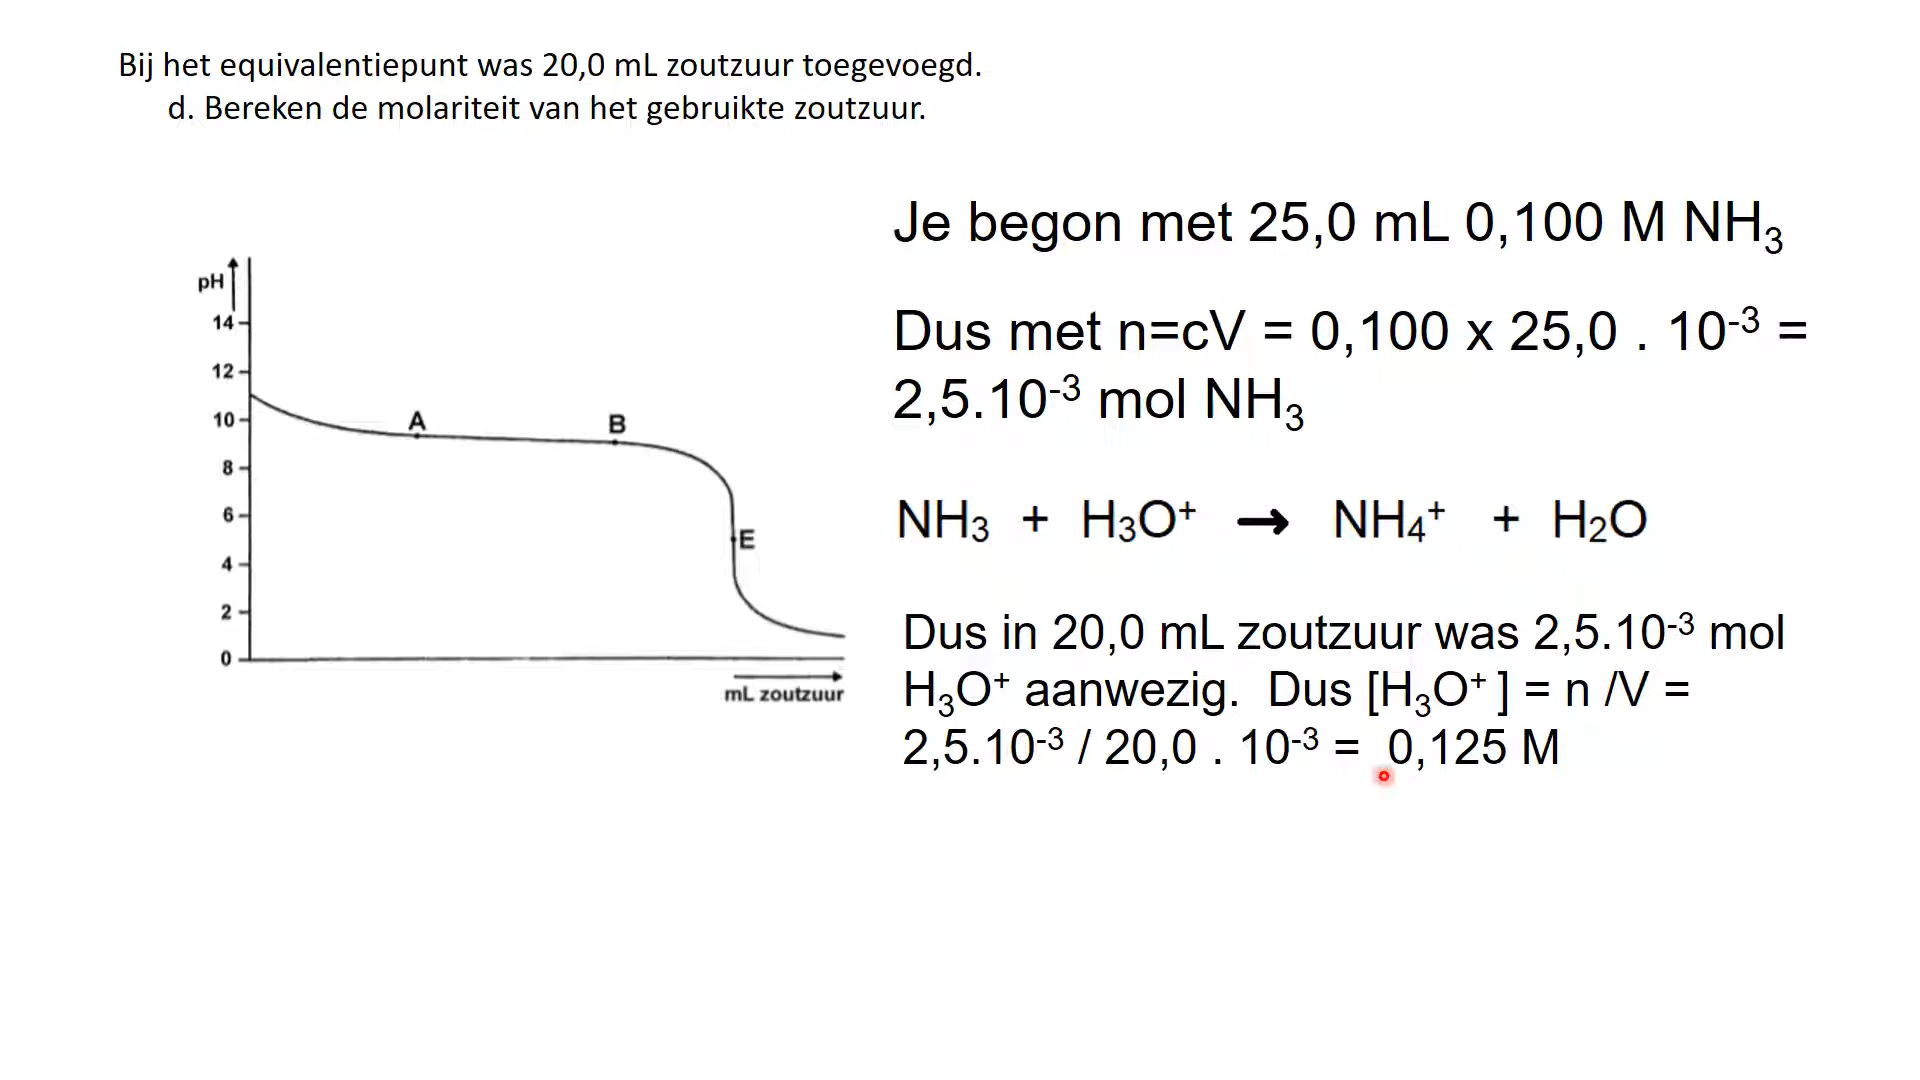 Bij het equivalentiepunt was 20,0 mL zoutzuur toegevoegd.
d. Bereken de molariteit van het gebruikte zoutzuur.
Je begon met 25,0 mL 0,100 M NH₃
Dus met n=cV = 0,100 x 25,0 . 10⁻³ =
2,5.10⁻³ mol NH₃
NH₃ + H₃O⁺ → NH₄⁺ + H₂O
Dus in 20,0 mL zoutzuur was 2,5.10⁻³ mol
H₃O⁺ aanwezig. Dus [H₃O⁺ ] = n /V =
2,5.10⁻³ / 20,0 . 10⁻³ = 0,125 M
pH
14
12
10
8
6
4
2
0
A
B
E
mL zoutzuur